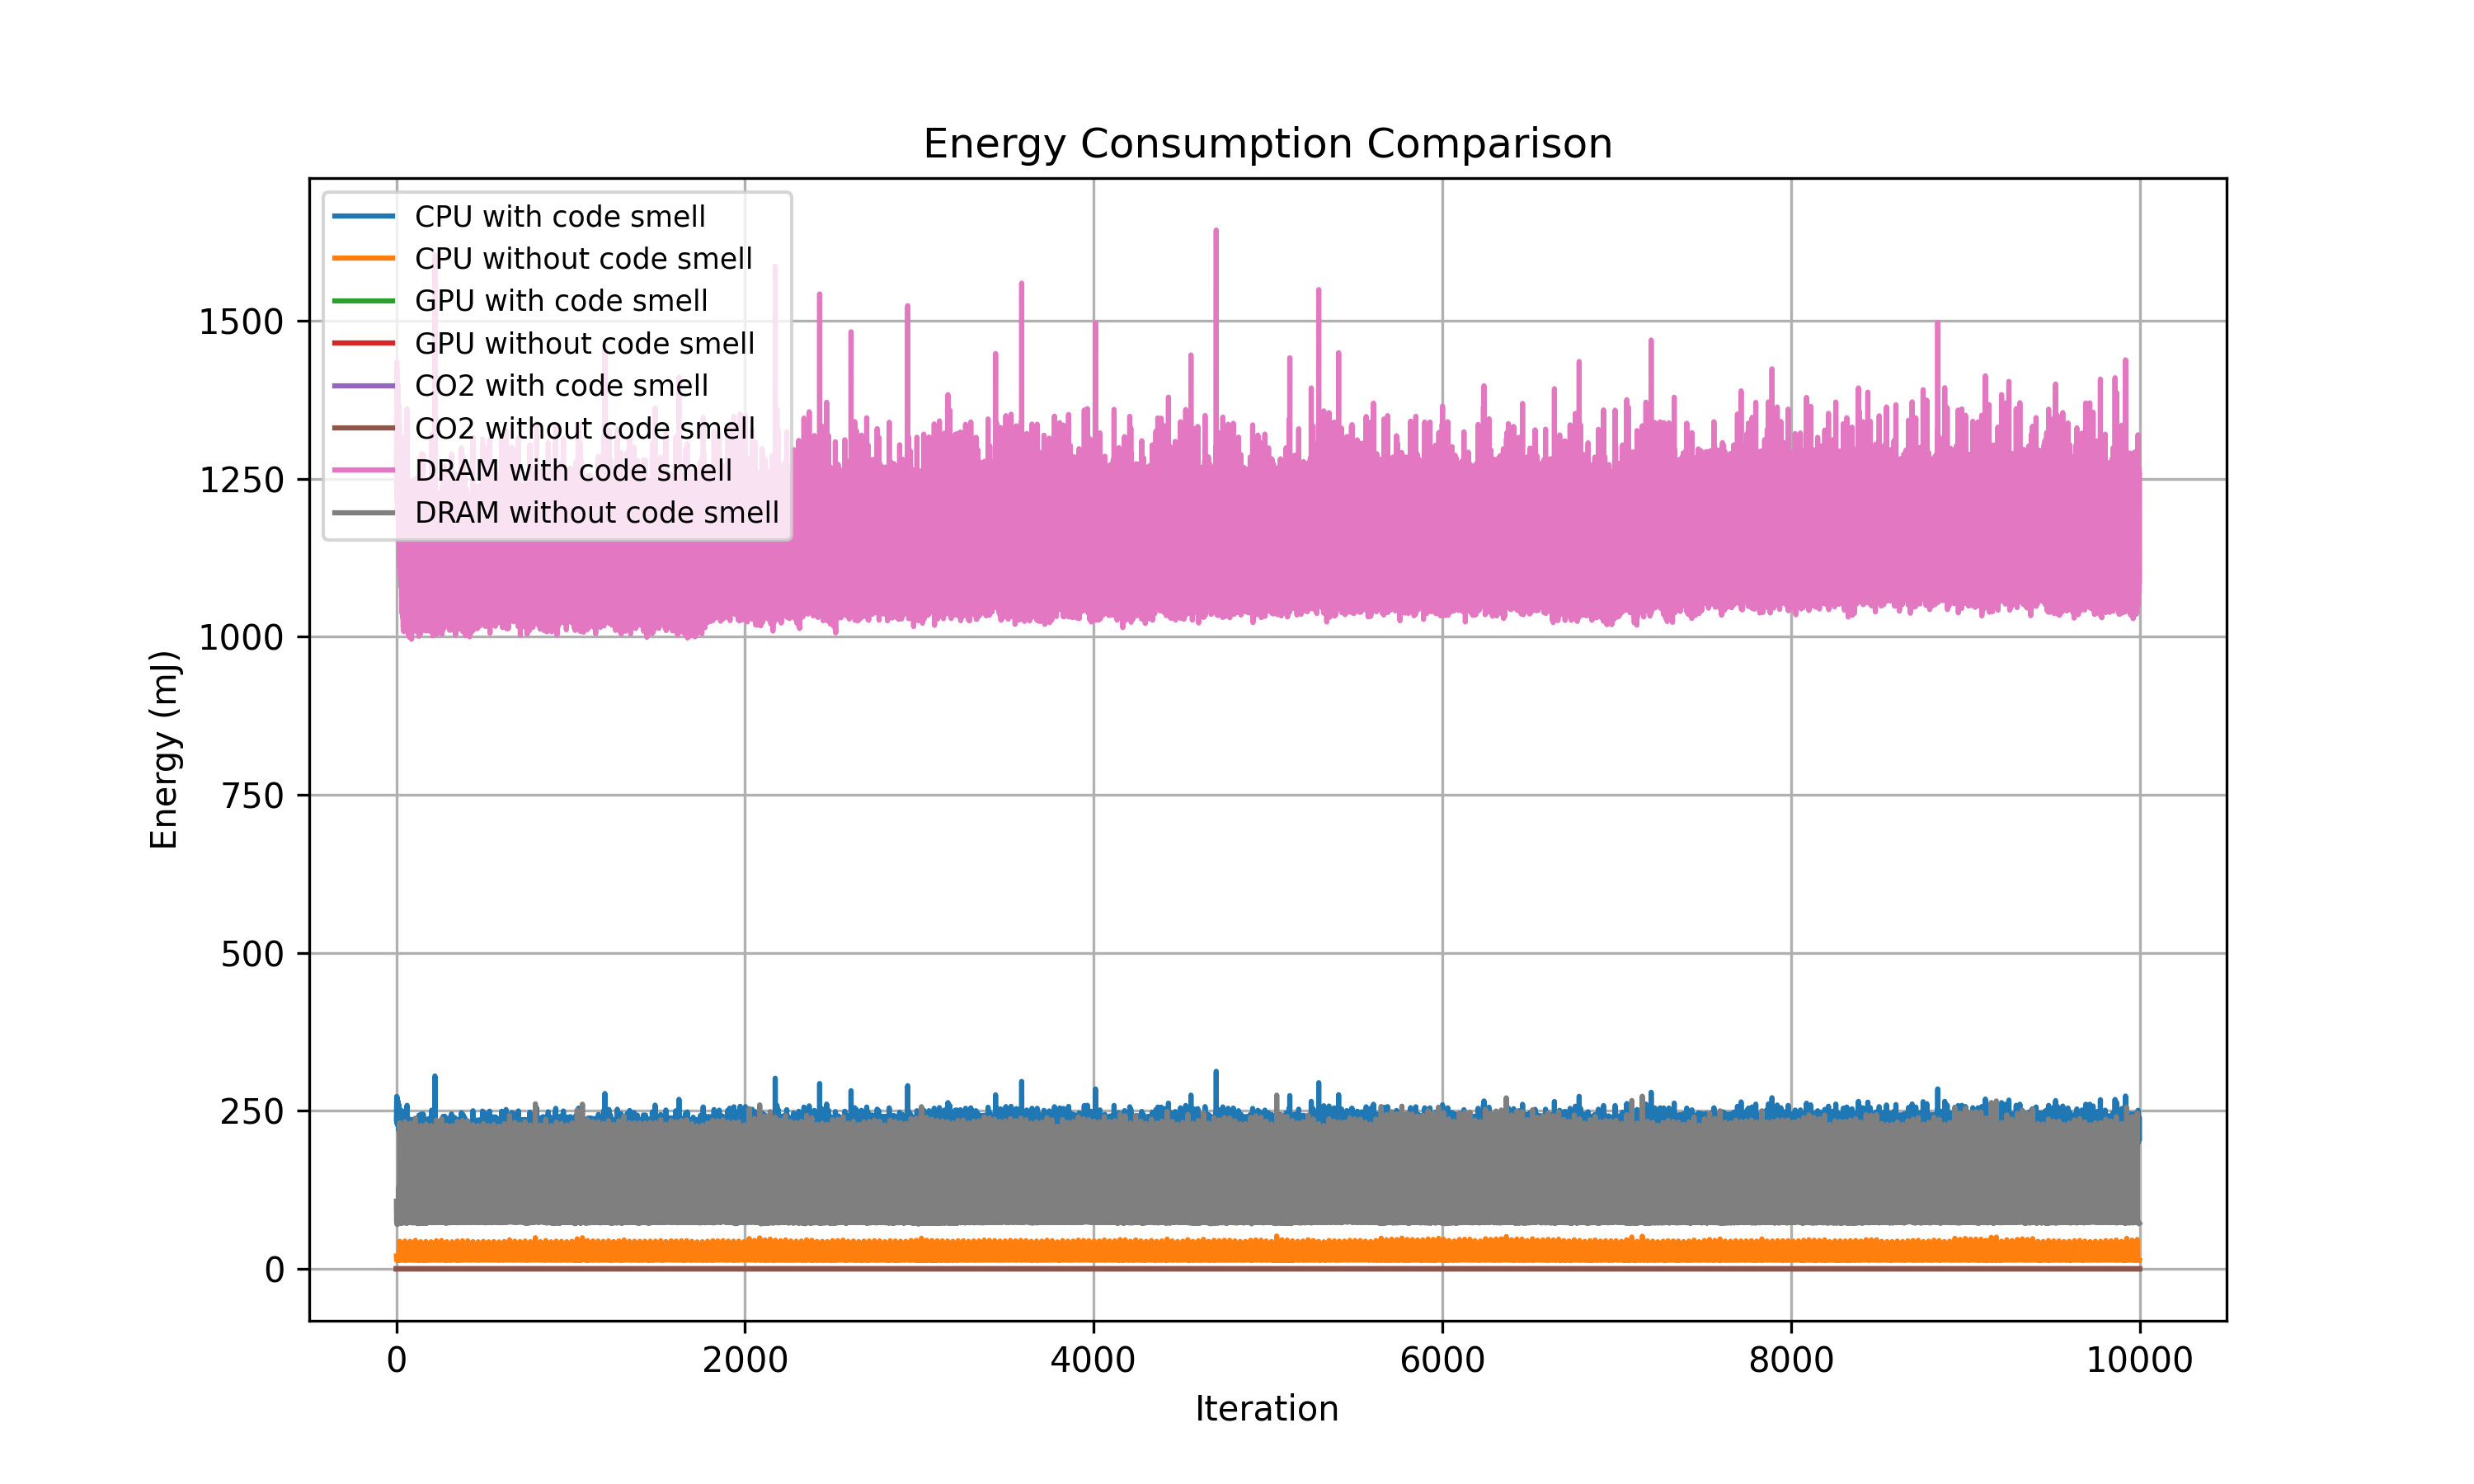 Energy Consumption Comparison
CPU with code smell
CPU without code smell
GPU with code smell
GPU without code smell
CO2 with code smell
CO2 without code smell
DRAM with code smell
DRAM without code smell
1500
1250
1000
750
500
250
0
Energy (mJ)
0 2000 4000 6000 8000 10000
Iteration